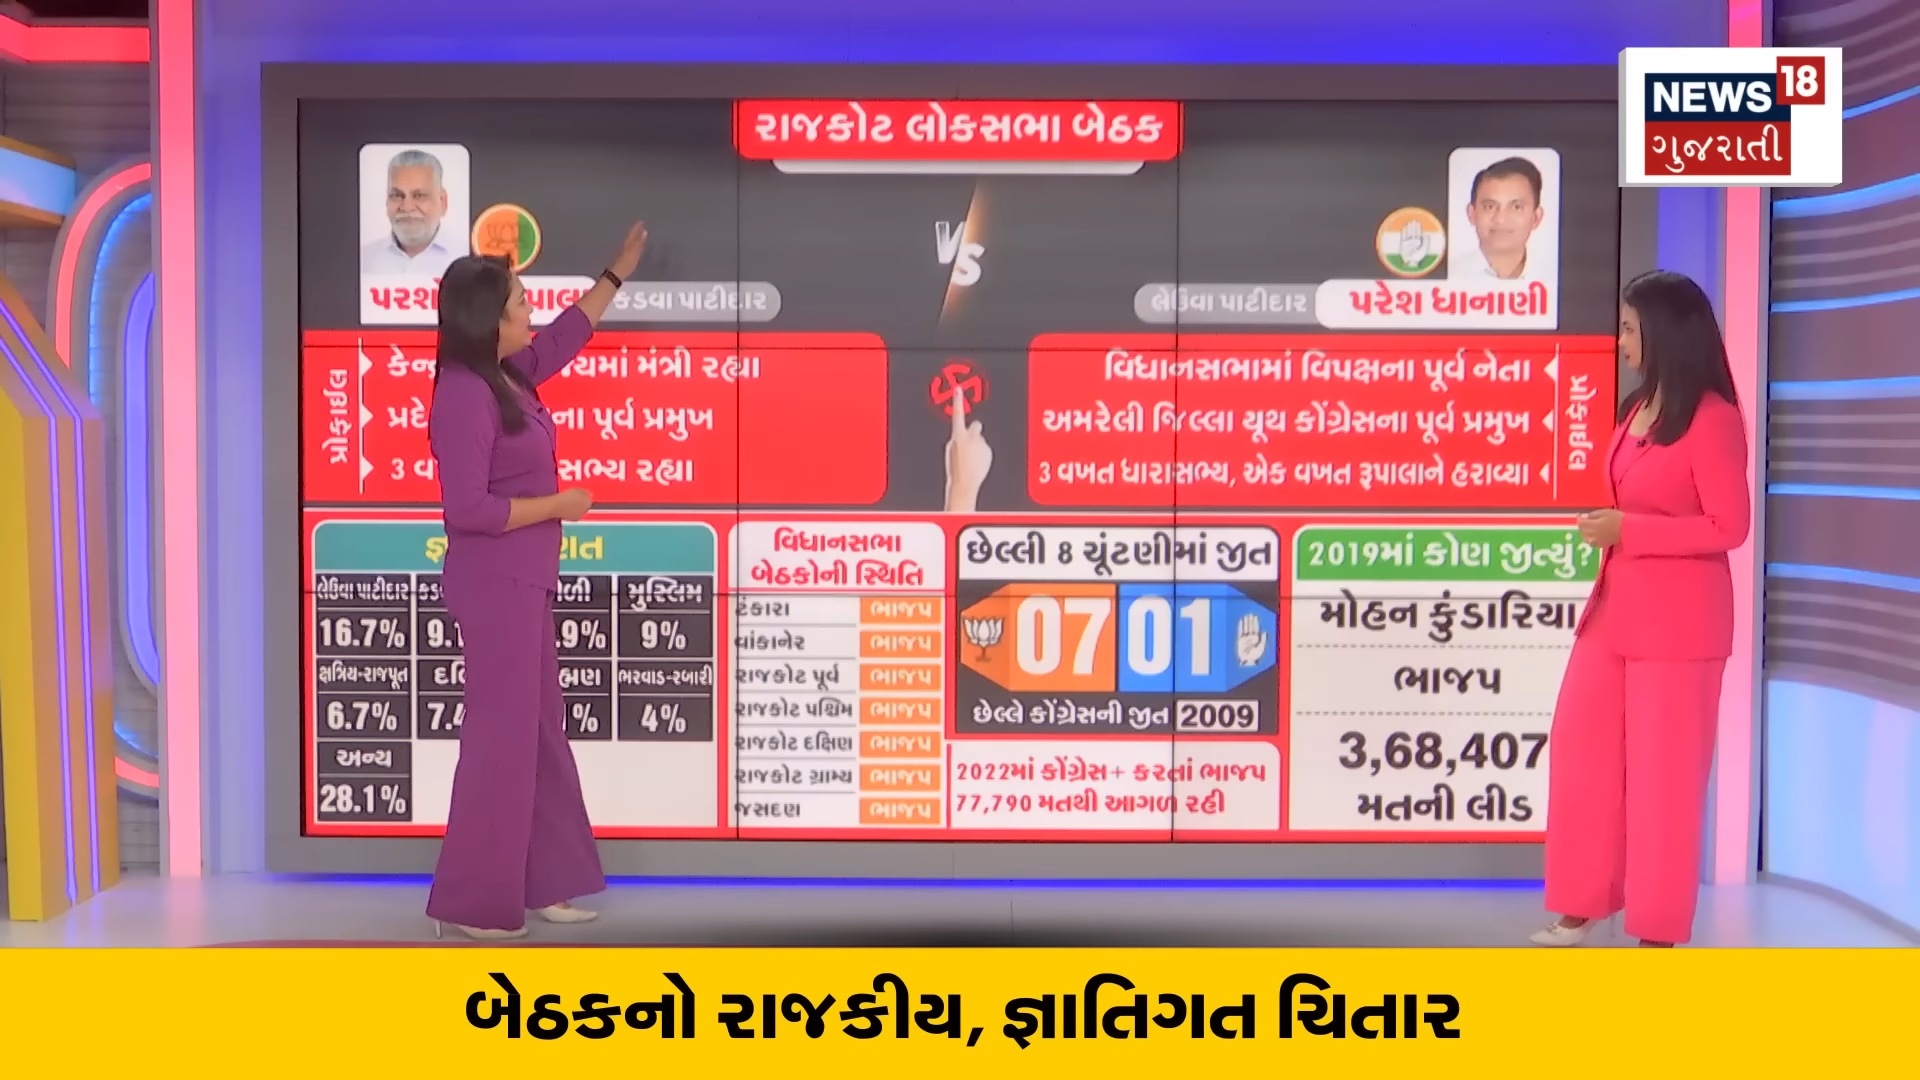 NEWS 18
ગુજરાતી
રાજકોટ લોકસભા બેઠક
VS
કડવા પાટીદાર
લેઉવા પાટીદાર
પરેશ ધાનાણી
પ્રોફાઈલ
મંત્રી રહ્યા
પૂર્વ પ્રમુખ
3
રહ્યા
વિધાનસભામાં વિપક્ષના પૂર્વ નેતા
અમરેલી જિલ્લા યૂથ કોંગ્રેસના પૂર્વ પ્રમુખ
3 વખત ધારાસભ્ય, એક વખત રૂપાલાને હરાવ્યા
પ્રોફાઈલ
લેઉવા પાટીદાર
મુસ્લિમ
16.7%
9%
ક્ષત્રિય-રાજપૂત
ભરવાડ-રબારી
6.7%
4%
અન્ય
28.1%
વિધાનસભા
બેઠકોની સ્થિતિ
ટંકારા ભાજપ
વાંકાનેર ભાજપ
રાજકોટ પૂર્વ ભાજપ
રાજકોટ પશ્ચિમ ભાજપ
રાજકોટ દક્ષિણ ભાજપ
રાજકોટ ગ્રામ્ય ભાજપ
જસદણ ભાજપ
છેલ્લી 8 ચૂંટણીમાં જીત
07 01
છેલ્લે કોંગ્રેસની જીત 2009
2022માં કોંગ્રેસ+ કરતાં ભાજપ
77,790 મતથી આગળ રહી
2019માં કોણ જીત્યું?
મોહન કુંડારિયા
ભાજપ
3,68,407
મતની લીડ
બેઠકનો રાજકીય, જ્ઞાતિગત ચિતાર